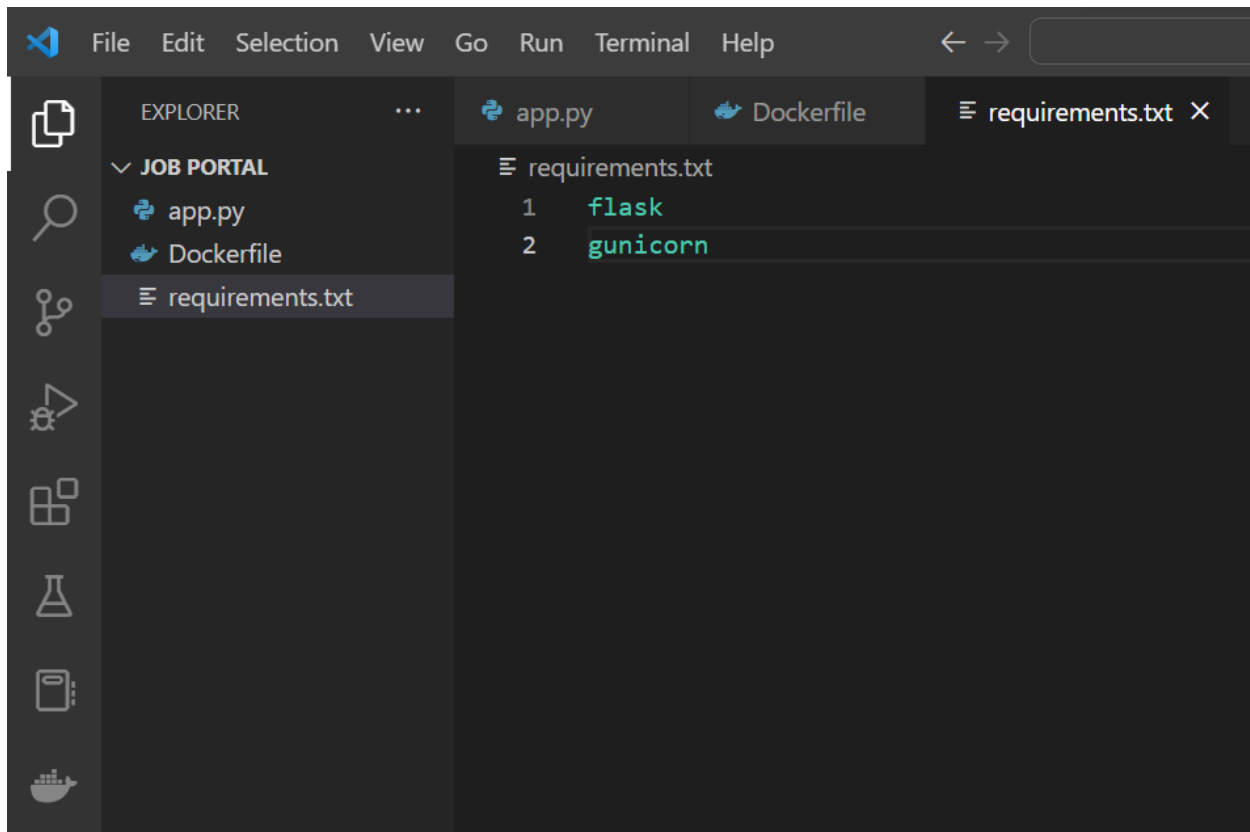 File Edit Selection View Go Run Terminal Help
EXPLORER
JOB PORTAL
app.py
Dockerfile
requirements.txt
app.py Dockerfile requirements.txt
requirements.txt
1 flask
2 gunicorn